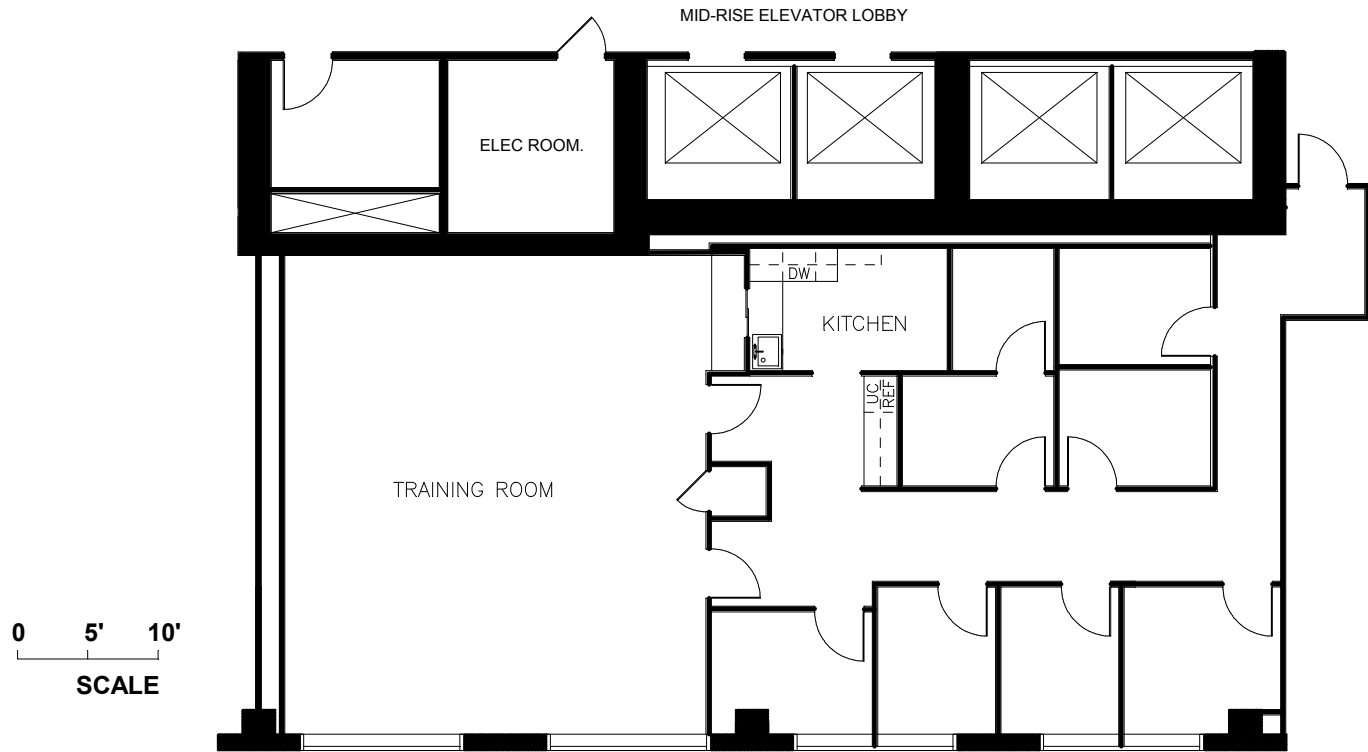 MID-RISE ELEVATOR LOBBY
ELEC ROOM.
DW
KITCHEN
UC
REF
TRAINING ROOM
0 5' 10'
SCALE